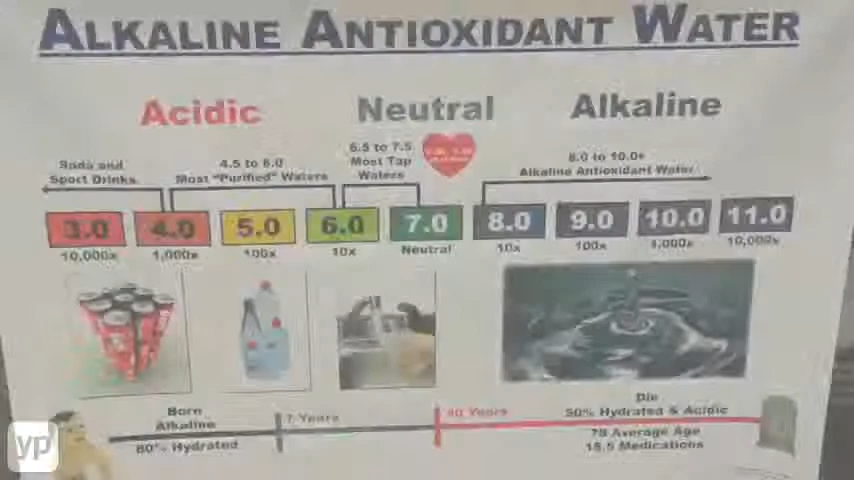 ALKALINE ANTIOXIDANT WATER
Acidic Neutral Alkaline
Soda and
Sport Drinks
4.5 to 6.0
Most "Purified" Waters
6.5 to 7.5
Most Tap
Waters
8.0 to 10.0+
Alkaline Antioxidant Water
3.0 4.0 5.0 6.0 7.0 8.0 9.0 10.0 11.0
10,000x 1,000x 100x 10x Neutral 10x 100x 1,000x 10,000x
Born
Alkaline
80% Hydrated
7 Years
40 Years
Die
50% Hydrated & Acidic
78 Average Age
15.5 Medications
yp